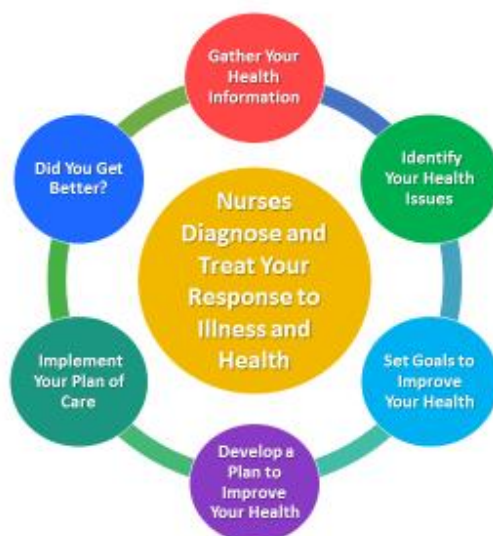 Gather Your
Health
Information
Identify
Your Health
Issues
Set Goals to
Improve
Your Health
Develop a
Plan to
Improve
Your Health
Implement
Your Plan of
Care
Did You Get
Better?
Nurses
Diagnose and
Treat Your
Response to
Illness and
Health